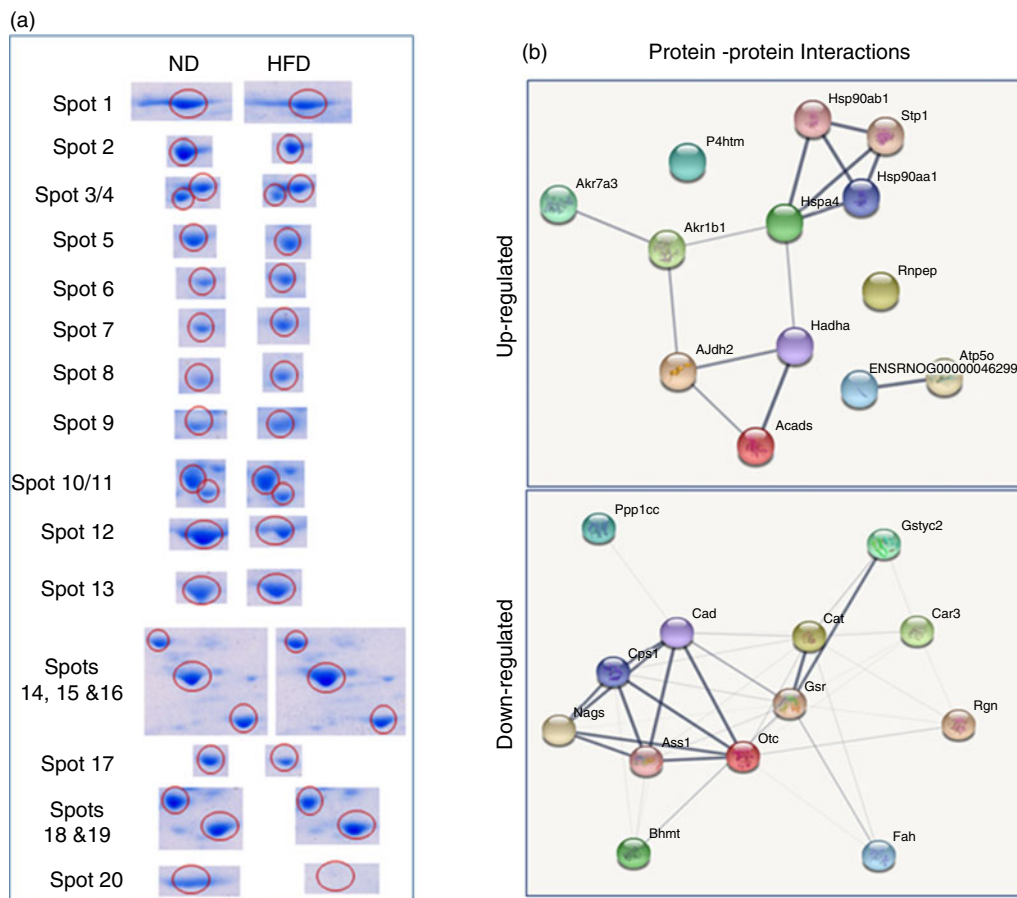 (a)
ND HFD
Spot 1
Spot 2
Spot 3/4
Spot 5
Spot 6
Spot 7
Spot 8
Spot 9
Spot 10/11
Spot 12
Spot 13
Spots
14, 15 &16
Spot 17
Spots
18 &19
Spot 20
(b)
Protein -protein Interactions
Up-regulated
Hsp90ab1
Stp1
P4htm
Hsp90aa1
Akr7a3
Hspa4
Akr1b1
Rnpep
Hadha
AJdh2
Atp5o
ENSRNOG00000046299
Acads
Down-regulated
Ppp1cc
Gstyc2
Cad
Cat
Car3
Cps1
Gsr
Nags
Rgn
Ass1
Otc
Bhmt
Fah